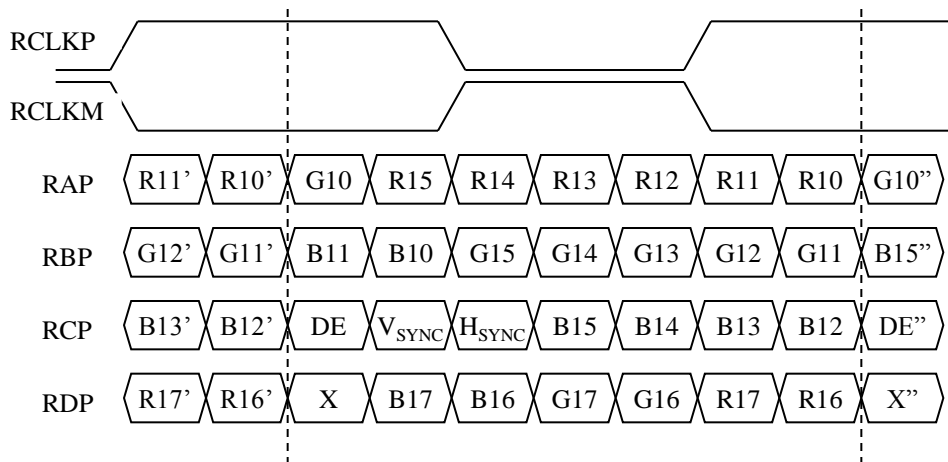 RCLKP
RCLKM
RAP R11’ R10’ G10 R15 R14 R13 R12 R11 R10 G10”
RBP G12’ G11’ B11 B10 G15 G14 G13 G12 G11 B15”
RCP B13’ B12’ DE VSYNC HSYNC B15 B14 B13 B12 DE”
RDP R17’ R16’ X B17 B16 G17 G16 R17 R16 X”